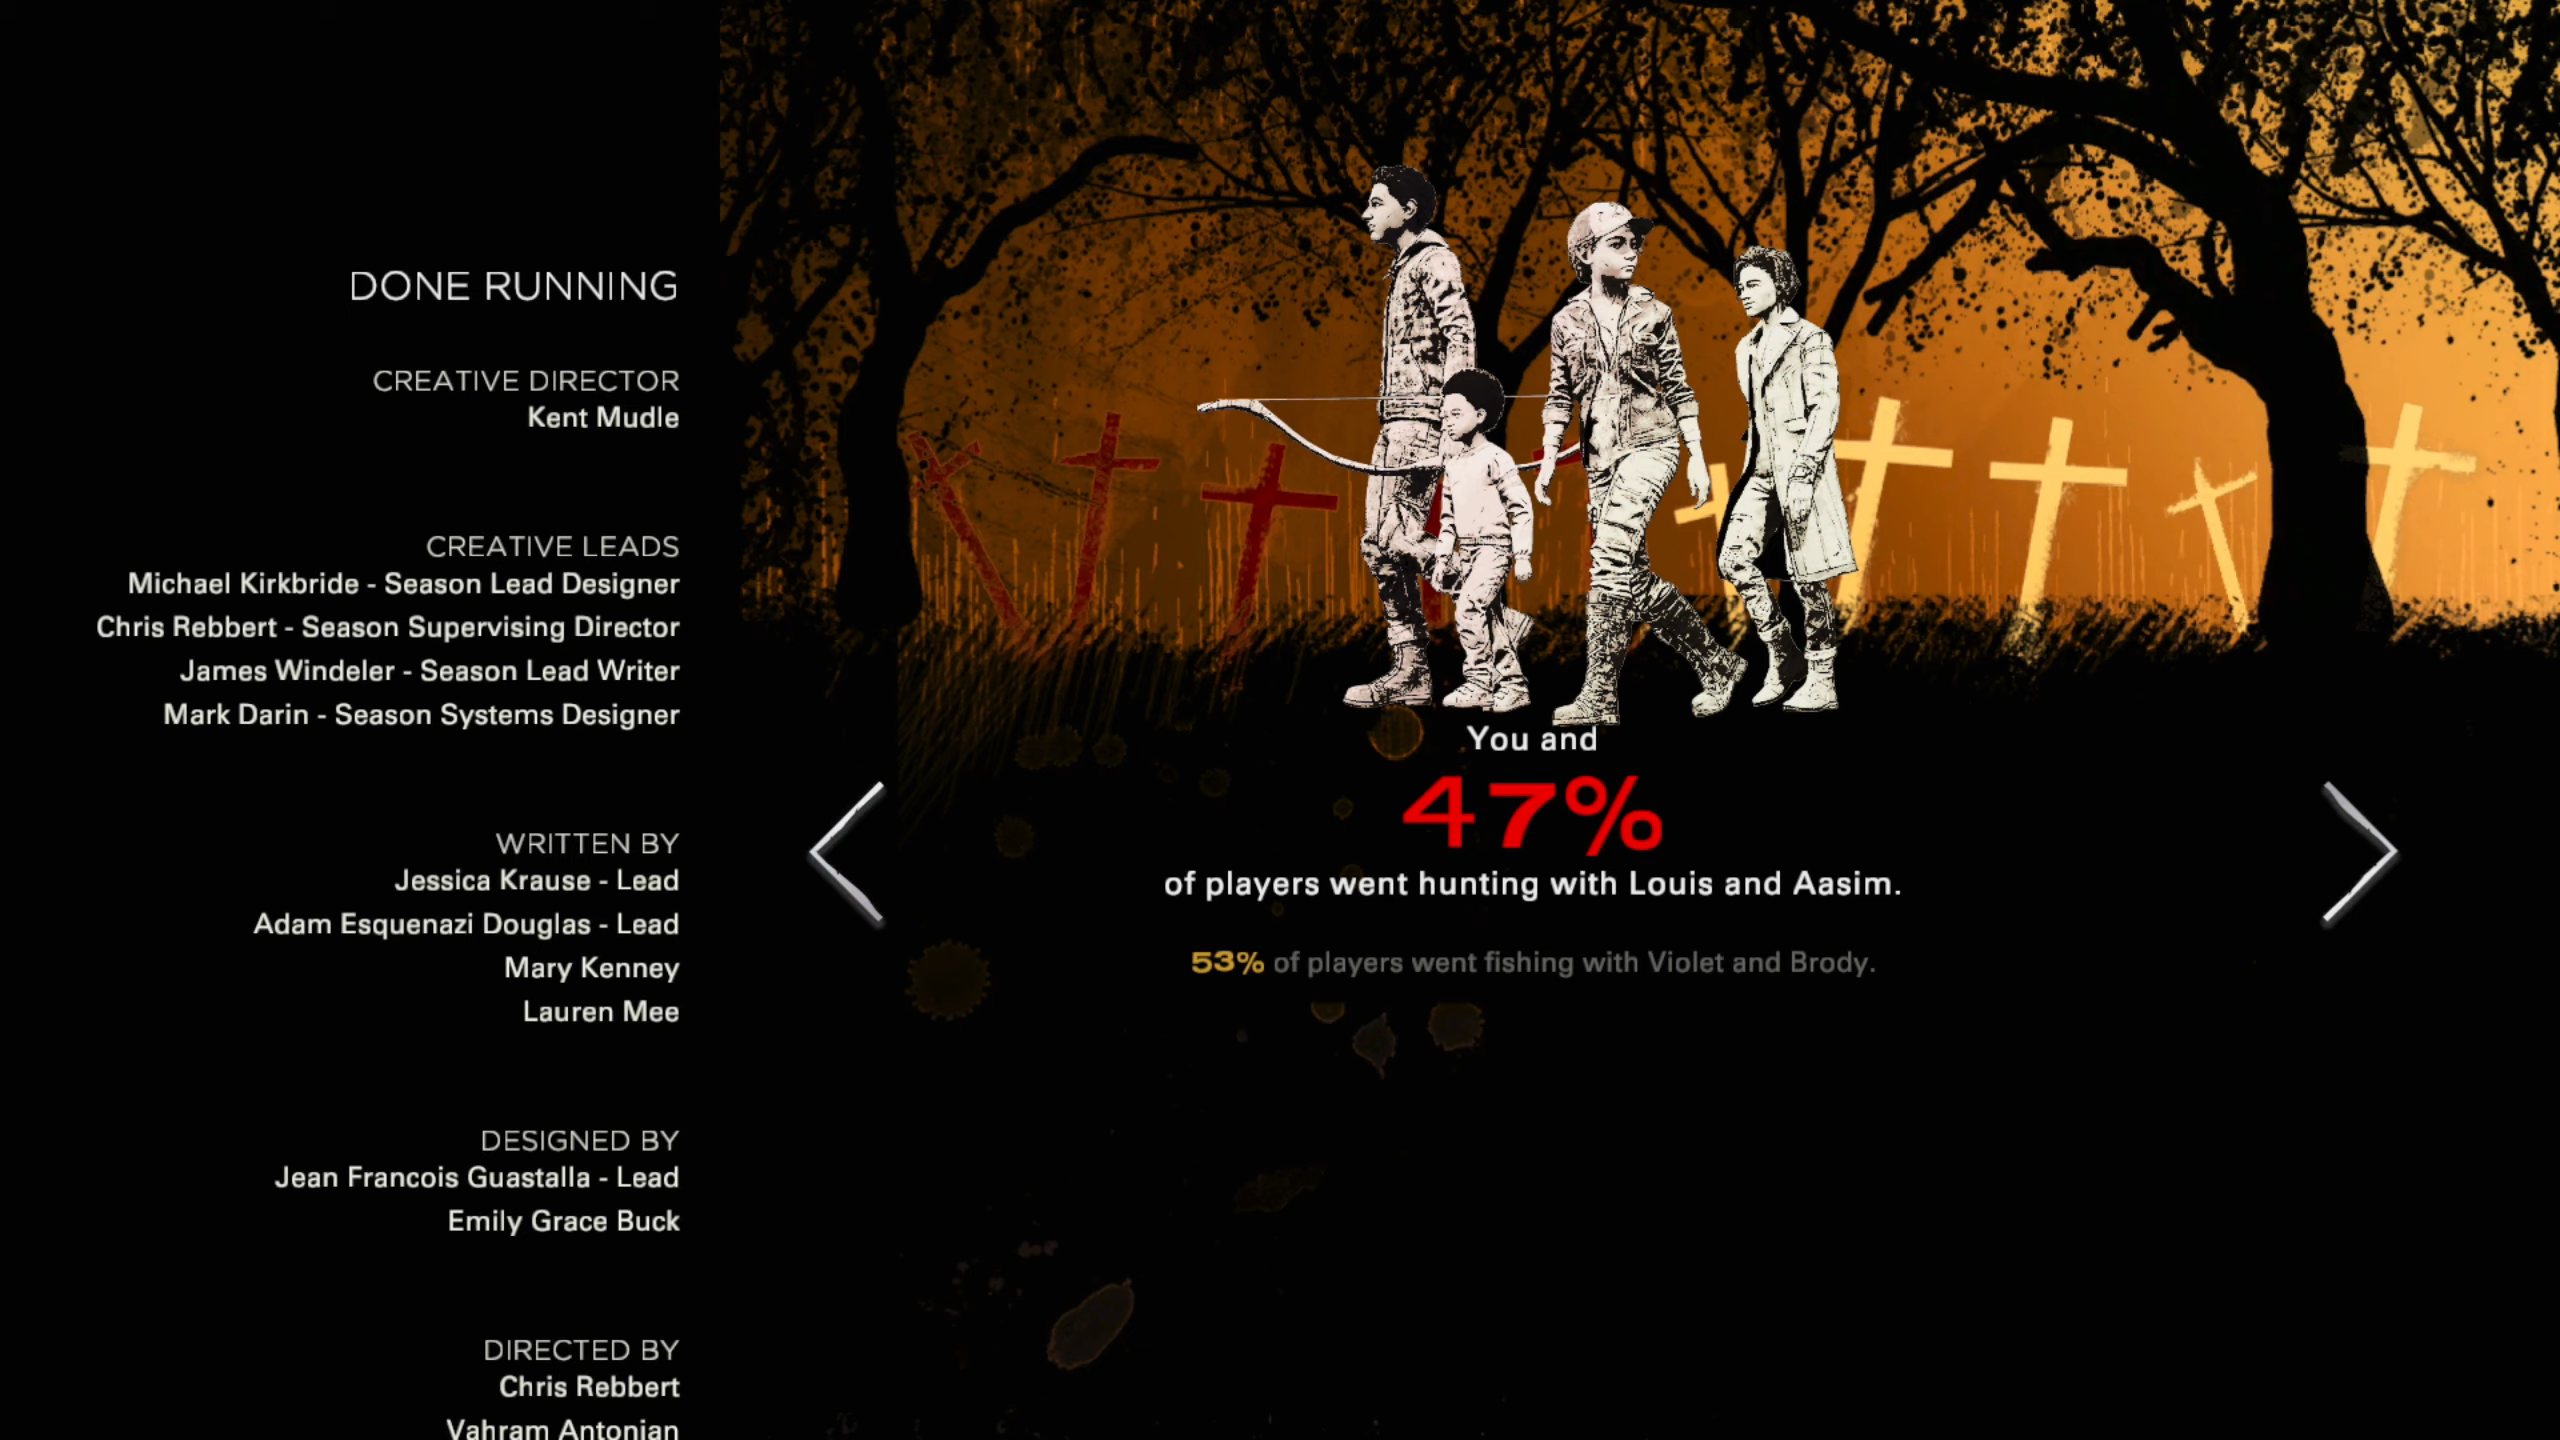 DONE RUNNING
CREATIVE DIRECTOR
Kent Mudle
CREATIVE LEADS
Michael Kirkbride - Season Lead Designer
Chris Rebbert - Season Supervising Director
James Windeler - Season Lead Writer
Mark Darin - Season Systems Designer
WRITTEN BY
Jessica Krause - Lead
Adam Esquenazi Douglas - Lead
Mary Kenney
Lauren Mee
DESIGNED BY
Jean Francois Guastalla - Lead
Emily Grace Buck
DIRECTED BY
Chris Rebbert
Vahram Antonian
You and
47%
of players went hunting with Louis and Aasim.
53% of players went fishing with Violet and Brody.